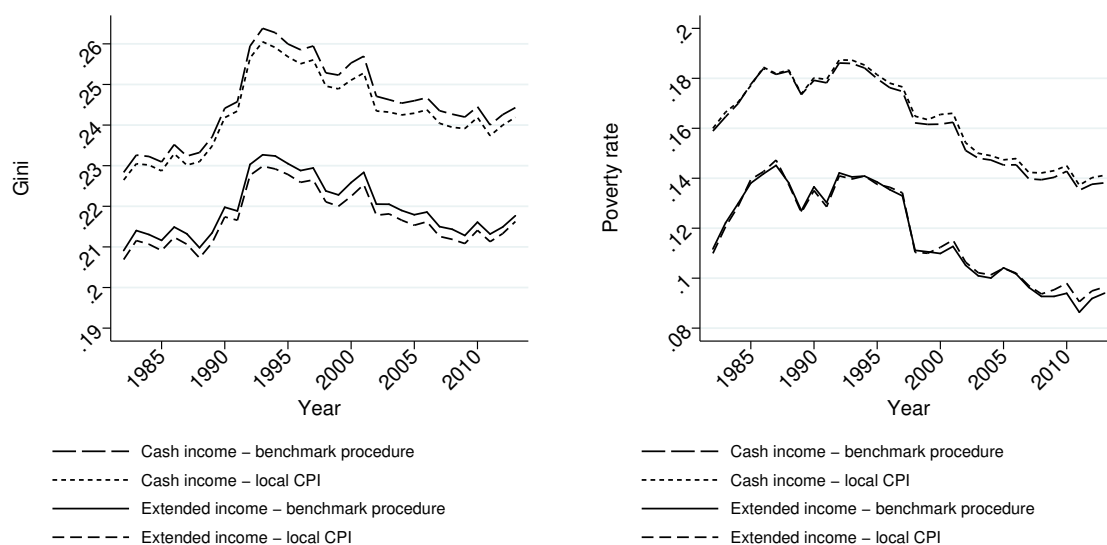 Gini
.26
.25
.24
.23
.22
.21
.2
.19
1985 1990 1995 2000 2005 2010
Year
Cash income − benchmark procedure
Cash income − local CPI
Extended income − benchmark procedure
Extended income − local CPI
Poverty rate
.2
.18
.16
.14
.12
.1
.08
1985 1990 1995 2000 2005 2010
Year
Cash income − benchmark procedure
Cash income − local CPI
Extended income − benchmark procedure
Extended income − local CPI